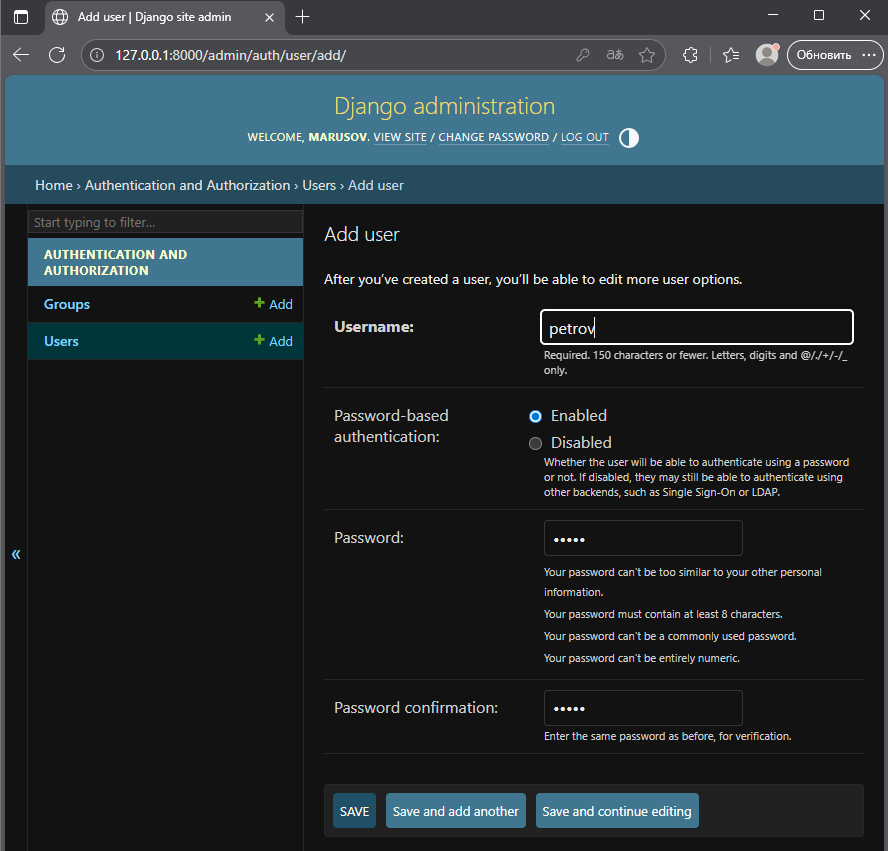 Add user | Django site admin
127.0.0.1:8000/admin/auth/user/add/
Обновить
Django administration
WELCOME, MARUSOV. VIEW SITE / CHANGE PASSWORD / LOG OUT
Home › Authentication and Authorization › Users › Add user
Start typing to filter...
AUTHENTICATION AND
AUTHORIZATION
Groups
+ Add
Users
+ Add
«
Add user
After you’ve created a user, you’ll be able to edit more user options.
Username:
petrov
Required. 150 characters or fewer. Letters, digits and @/./+/-/_
only.
Password-based
authentication:
Enabled
Disabled
Whether the user will be able to authenticate using a password
or not. If disabled, they may still be able to authenticate using
other backends, such as Single Sign-On or LDAP.
Password:
•••••
Your password can’t be too similar to your other personal
information.
Your password must contain at least 8 characters.
Your password can’t be a commonly used password.
Your password can’t be entirely numeric.
Password confirmation:
•••••
Enter the same password as before, for verification.
SAVE
Save and add another
Save and continue editing